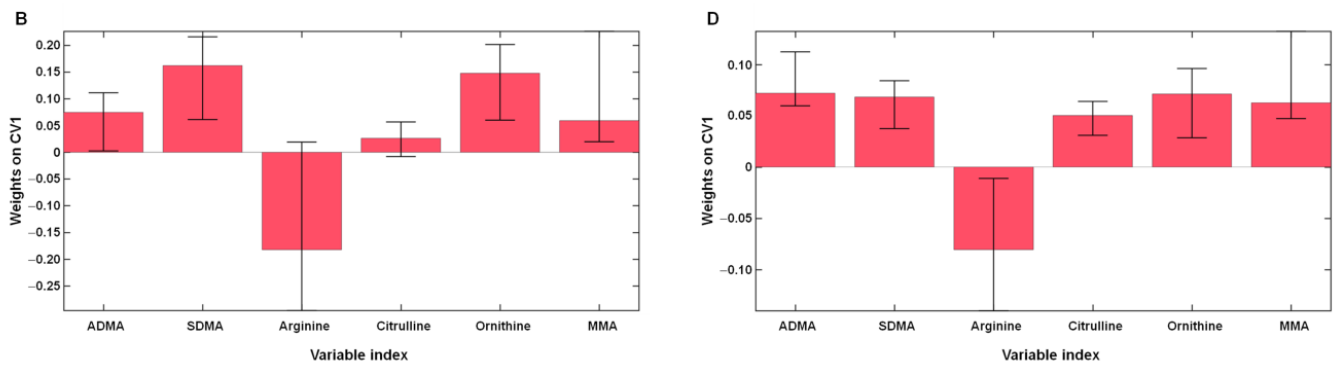 B
Weights on CV1
0.20
0.15
0.10
0.05
0
−0.05
−0.10
−0.15
−0.20
−0.25
ADMA SDMA Arginine Citrulline Ornithine MMA
Variable index
D
Weights on CV1
0.10
0.05
0
−0.05
−0.10
ADMA SDMA Arginine Citrulline Ornithine MMA
Variable index